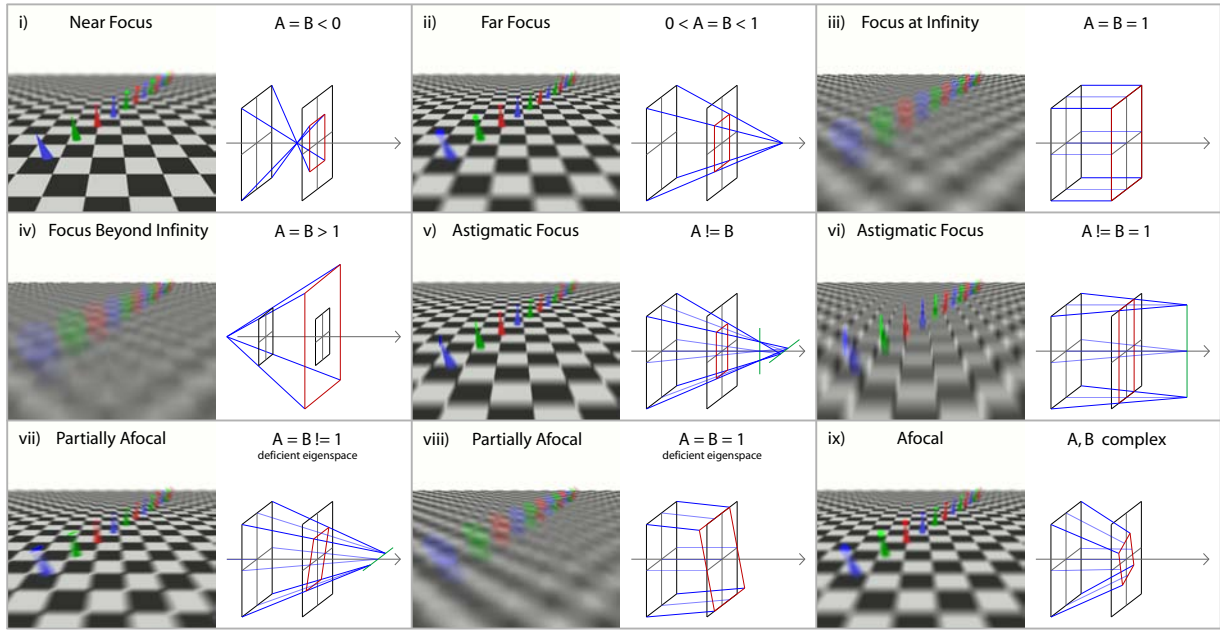 i) Near Focus
A = B < 0
ii) Far Focus
0 < A = B < 1
iii) Focus at Infinity
A = B = 1
iv) Focus Beyond Infinity
A = B > 1
v) Astigmatic Focus
A != B
vi) Astigmatic Focus
A != B = 1
vii) Partially Afocal
A = B != 1
deficient eigenspace
viii) Partially Afocal
A = B = 1
deficient eigenspace
ix) Afocal
A, B complex